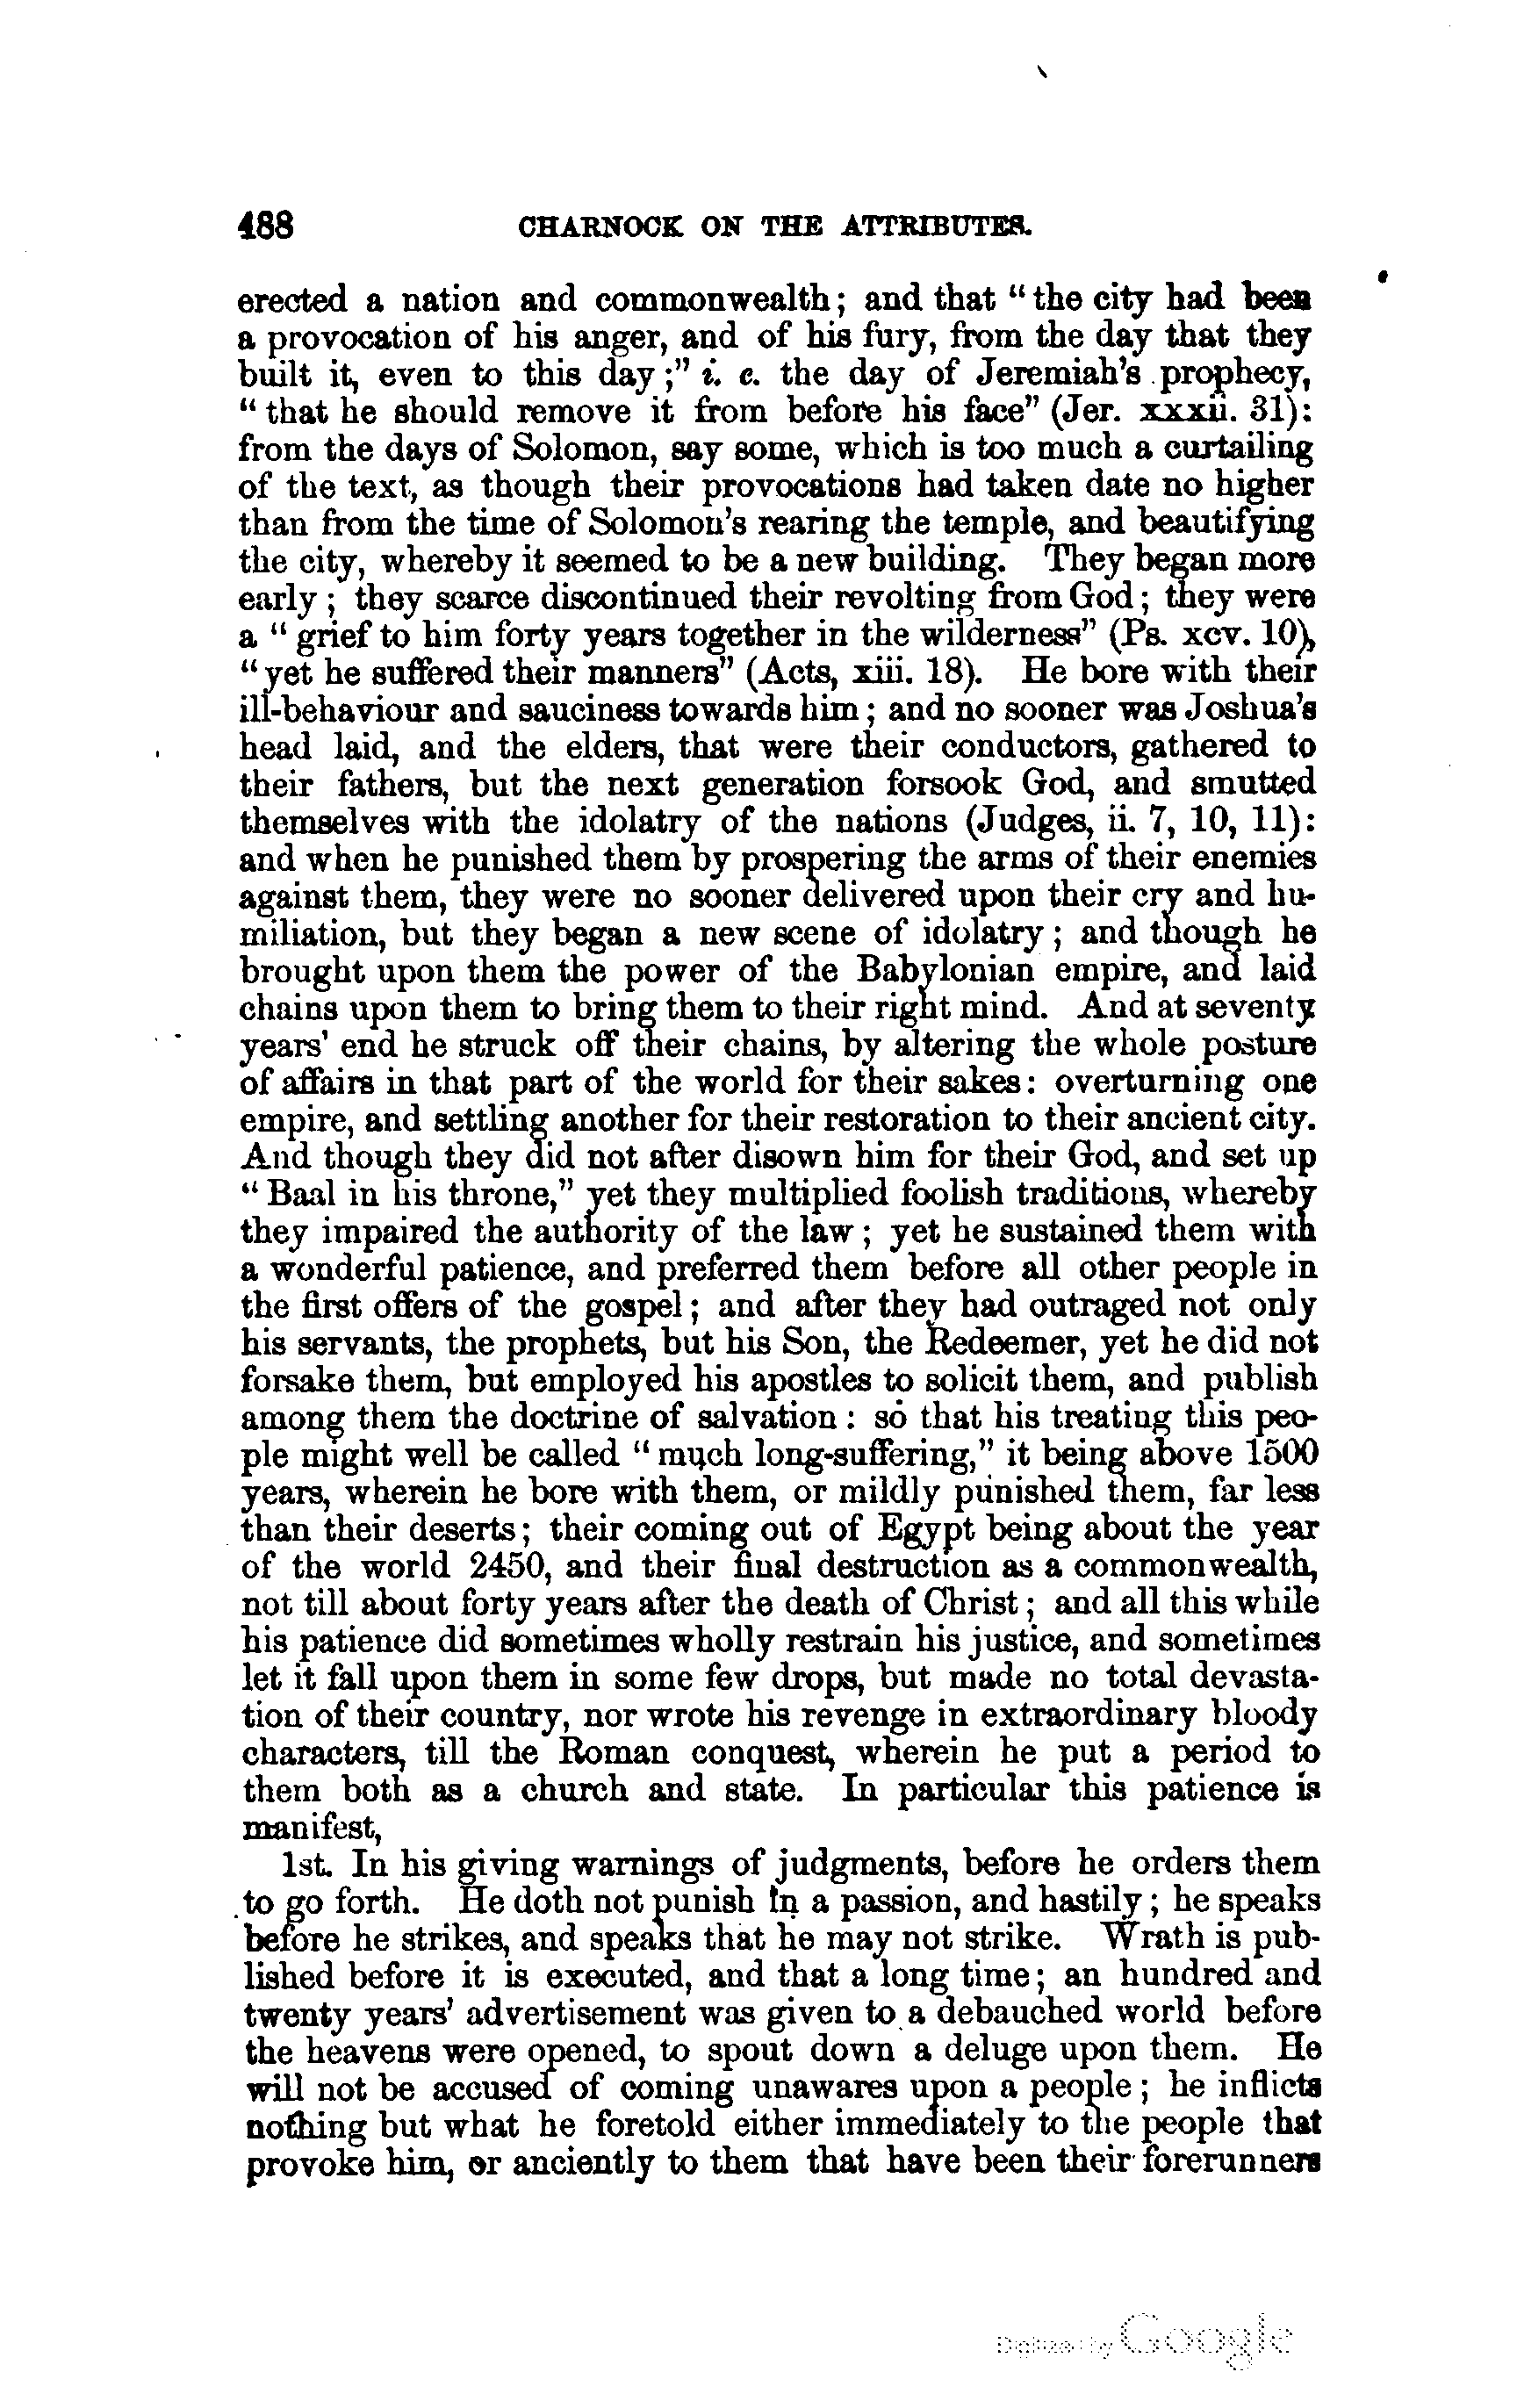 488 CHARNOCK ON THE ATTRIBUTES.
erected a nation and commonwealth; and that "the city had been
a provocation of his anger, and of his fury, from the day that they
built it, even to this day;" i. e. the day of Jeremiah's prophecy,
"that he should remove it from before his face" (Jer. xxxii. 31):
from the days of Solomon, say some, which is too much a curtailing
of the text, as though their provocations had taken date no higher
than from the time of Solomon's rearing the temple, and beautifying
the city, whereby it seemed to be a new building. They began more
early; they scarce discontinued their revolting from God; they were
a "grief to him forty years together in the wilderness" (Ps. xcv. 10),
"yet he suffered their manners" (Acts, xiii. 18). He bore with their
ill-behaviour and sauciness towards him; and no sooner was Joshua's
head laid, and the elders, that were their conductors, gathered to
their fathers, but the next generation forsook God, and smutted
themselves with the idolatry of the nations (Judges, ii. 7, 10, 11):
and when he punished them by prospering the arms of their enemies
against them, they were no sooner delivered upon their cry and hu-
miliation, but they began a new scene of idolatry; and though he
brought upon them the power of the Babylonian empire, and laid
chains upon them to bring them to their right mind. And at seventy
years' end he struck off their chains, by altering the whole posture
of affairs in that part of the world for their sakes: overturning one
empire, and settling another for their restoration to their ancient city.
And though they did not after disown him for their God, and set up
"Baal in his throne," yet they multiplied foolish traditions, whereby
they impaired the authority of the law; yet he sustained them with
a wonderful patience, and preferred them before all other people in
the first offers of the gospel; and after they had outraged not only
his servants, the prophets, but his Son, the Redeemer, yet he did not
forsake them, but employed his apostles to solicit them, and publish
among them the doctrine of salvation: so that his treating this peo-
ple might well be called "much long-suffering," it being above 1500
years, wherein he bore with them, or mildly punished them, far less
than their deserts; their coming out of Egypt being about the year
of the world 2450, and their final destruction as a commonwealth,
not till about forty years after the death of Christ; and all this while
his patience did sometimes wholly restrain his justice, and sometimes
let it fall upon them in some few drops, but made no total devasta-
tion of their country, nor wrote his revenge in extraordinary bloody
characters, till the Roman conquest, wherein he put a period to
them both as a church and state. In particular this patience is
manifest,
1st. In his giving warnings of judgments, before he orders them
to go forth. He doth not punish in a passion, and hastily; he speaks
before he strikes, and speaks that he may not strike. Wrath is pub-
lished before it is executed, and that a long time; an hundred and
twenty years' advertisement was given to a debauched world before
the heavens were opened, to spout down a deluge upon them. He
will not be accused of coming unawares upon a people; he inflicts
nothing but what he foretold either immediately to the people that
provoke him, or anciently to them that have been their forerunners
Digitized by Google